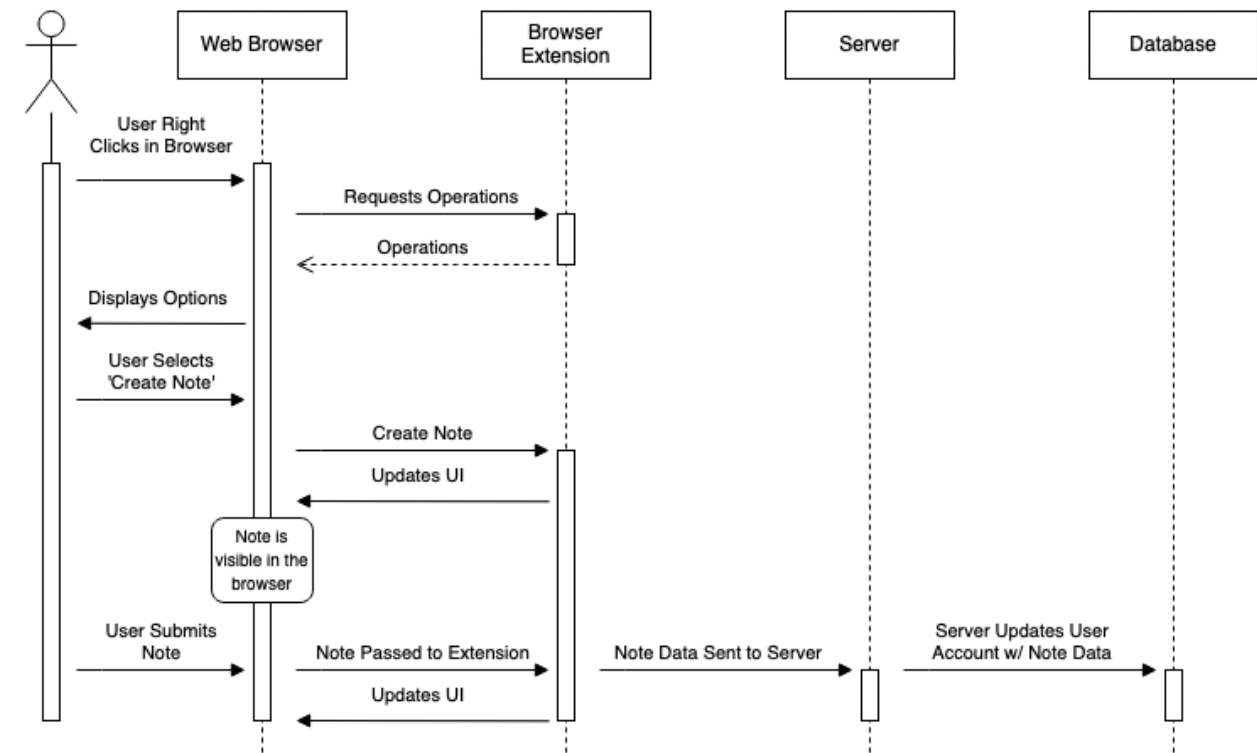 Web Browser
Browser
Extension
Server
Database
User Right
Clicks in Browser
Requests Operations
Operations
Displays Options
User Selects
'Create Note'
Create Note
Updates UI
Note is
visible in the
browser
User Submits
Note
Note Passed to Extension
Note Data Sent to Server
Server Updates User
Account w/ Note Data
Updates UI